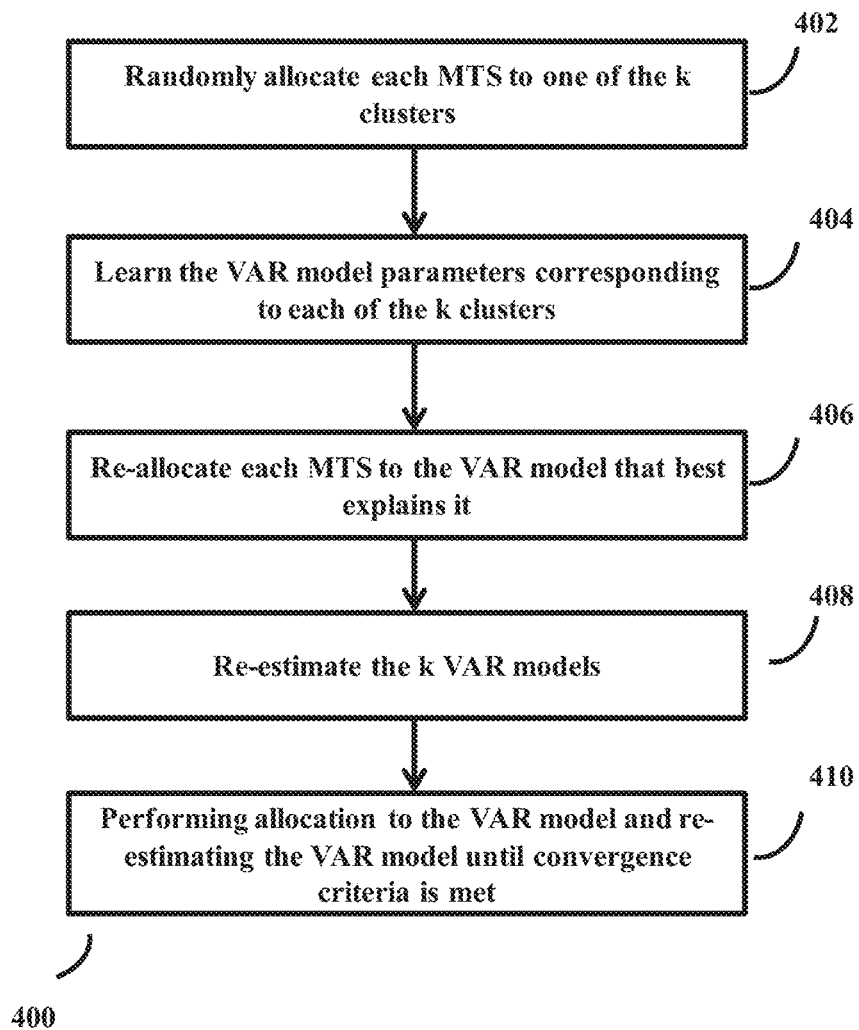 402
Randomly allocate each MTS to one of the k
clusters
404
Learn the VAR model parameters corresponding
to each of the k clusters
406
Re-allocate each MTS to the VAR model that best
explains it
408
Re-estimate the k VAR models
410
Performing allocation to the VAR model and re-
estimating the VAR model until convergence
criteria is met
400